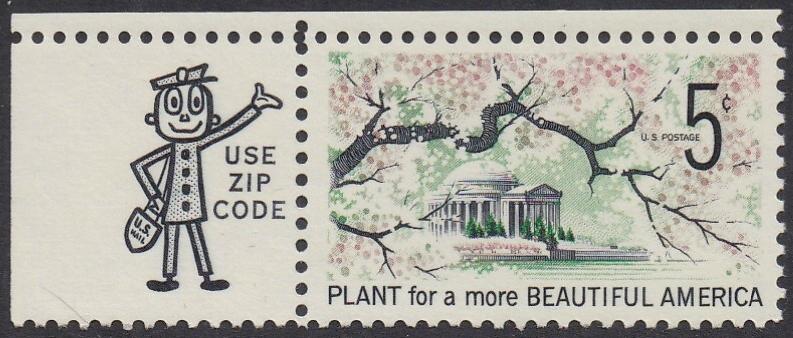 USE
ZIP
CODE
U.S.
MAIL
5¢
U.S. POSTAGE
PLANT for a more BEAUTIFUL AMERICA